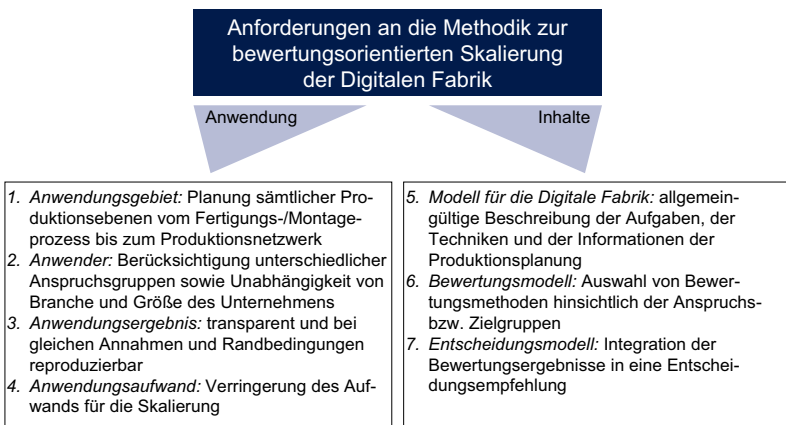 Anforderungen an die Methodik zur
bewertungsorientierten Skalierung
der Digitalen Fabrik
Anwendung
Inhalte
1. Anwendungsgebiet: Planung sämtlicher Pro-
duktionsebenen vom Fertigungs-/Montage-
prozess bis zum Produktionsnetzwerk
2. Anwender: Berücksichtigung unterschiedlicher
Anspruchsgruppen sowie Unabhängigkeit von
Branche und Größe des Unternehmens
3. Anwendungsergebnis: transparent und bei
gleichen Annahmen und Randbedingungen
reproduzierbar
4. Anwendungsaufwand: Verringerung des Auf-
wands für die Skalierung
5. Modell für die Digitale Fabrik: allgemein-
gültige Beschreibung der Aufgaben, der
Techniken und der Informationen der
Produktionsplanung
6. Bewertungsmodell: Auswahl von Bewer-
tungsmethoden hinsichtlich der Anspruchs-
bzw. Zielgruppen
7. Entscheidungsmodell: Integration der
Bewertungsergebnisse in eine Entschei-
dungsempfehlung